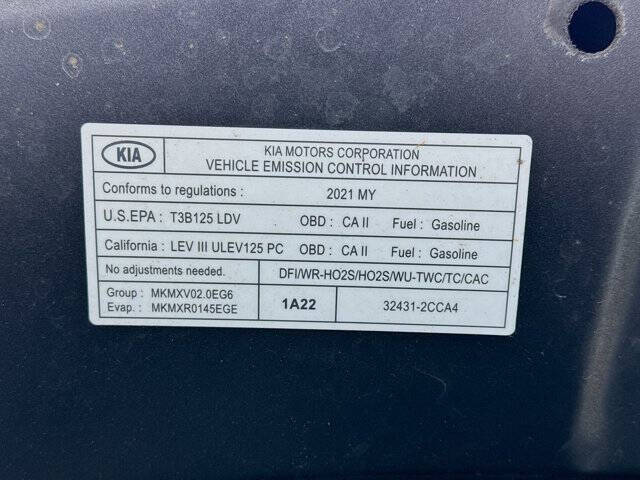 KIA
KIA MOTORS CORPORATION
VEHICLE EMISSION CONTROL INFORMATION
Conforms to regulations : 2021 MY
U.S.EPA : T3B125 LDV OBD : CA II Fuel : Gasoline
California : LEV III ULEV125 PC OBD : CA II Fuel : Gasoline
No adjustments needed. DFI/WR-HO2S/HO2S/WU-TWC/TC/CAC
Group : MKMXV02.0EG6
Evap. : MKMXR0145EGE
1A22
32431-2CCA4